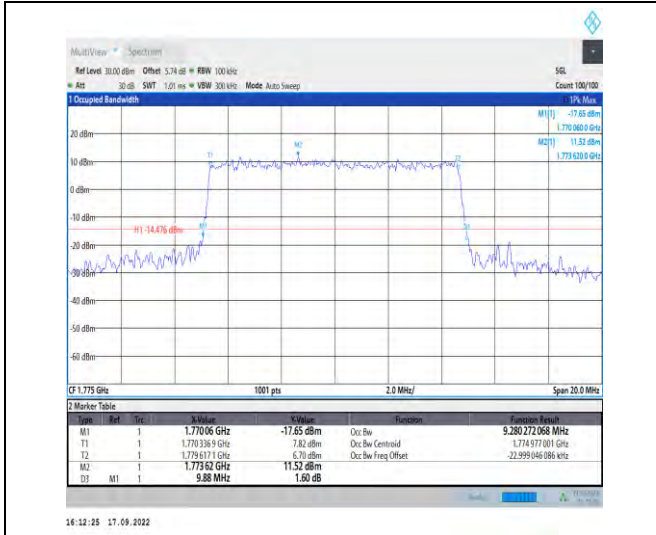 MultiView Spectrum
Ref Level 30.00 dBm Offset 5.74 dB RBW 100 kHz SGL
Att 30 dB SWT 1.01 ms VBW 300 kHz Mode Auto Sweep Count 100/100
1 Occupied Bandwidth 1Pk Max
M1[1] -17.65 dBm
1.770 060 0 GHz
M2[1] 11.52 dBm
1.773 620 0 GHz
20 dBm
M2
T1 T2
10 dBm
0 dBm
-10 dBm
H1 -14.476 dBm
-20 dBm
-30 dBm
-40 dBm
-50 dBm
-60 dBm
CF 1.775 GHz 1001 pts 2.0 MHz/ Span 20.0 MHz
2 Marker Table
Type Ref Trc X-Value Y-Value Function Function Result
M1 1 1.77006 GHz -17.65 dBm Occ Bw 9.280 272 068 MHz
T1 1 1.770 336 9 GHz 7.82 dBm Occ Bw Centroid 1.774 977 001 GHz
T2 1 1.779 617 1 GHz 6.70 dBm Occ Bw Freq Offset -22.999 046 086 kHz
M2 1 1.77362 GHz 11.52 dBm
D3 M1 1 9.88 MHz 1.60 dB
16:12:25 17.09.2022